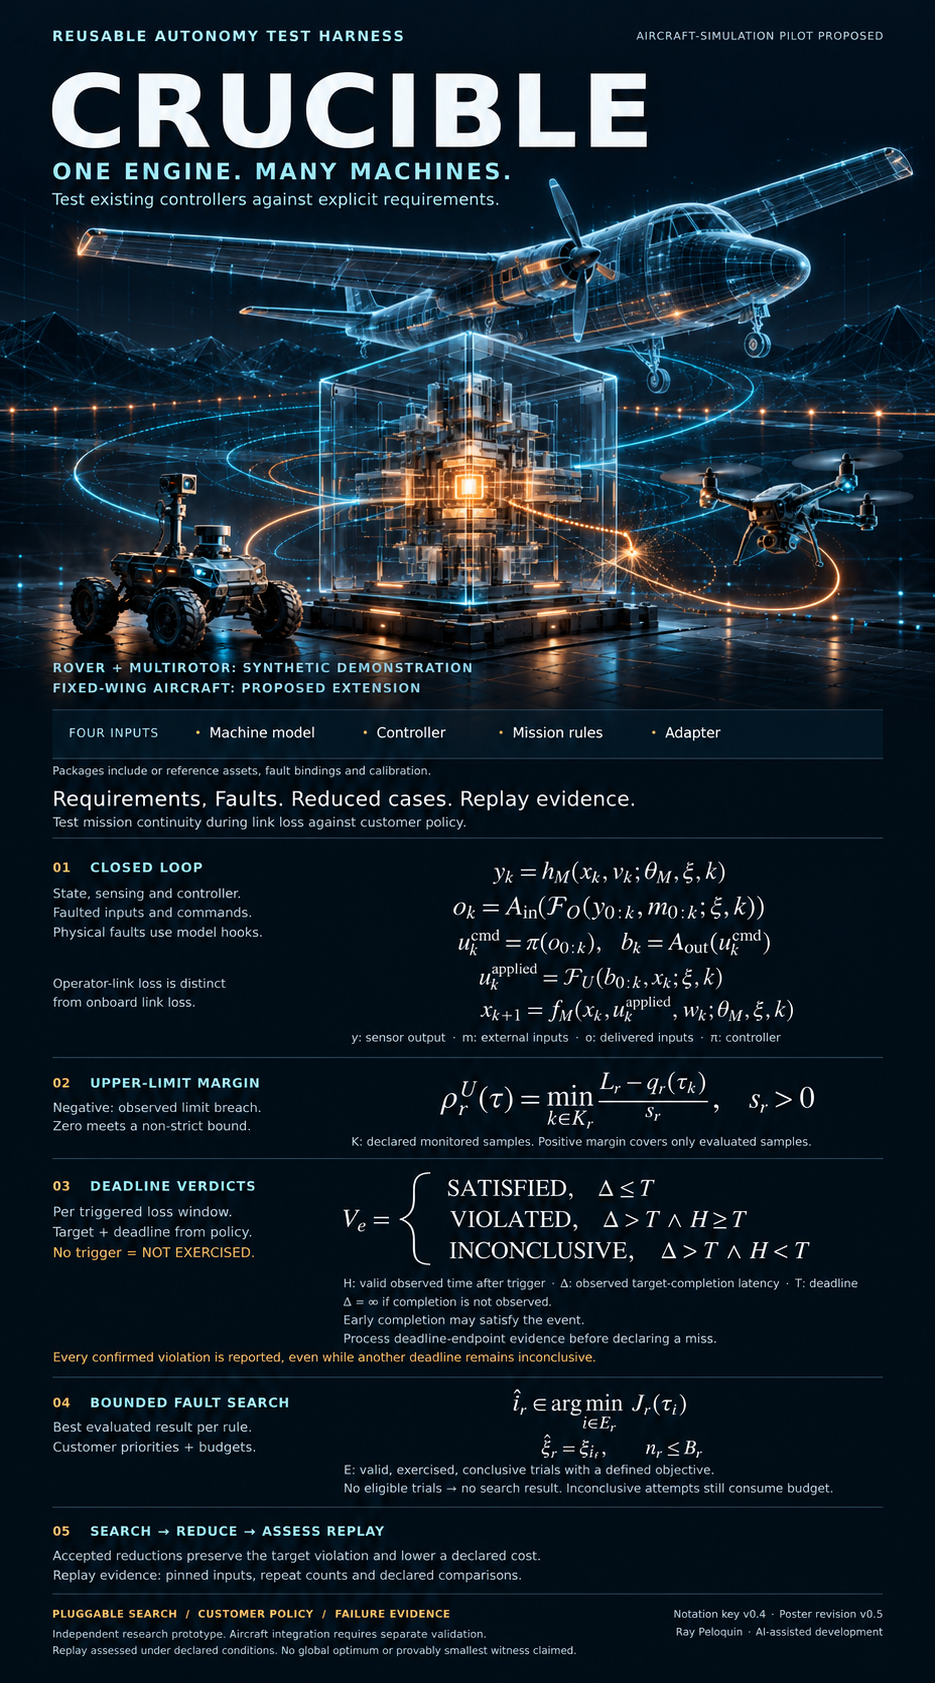 REUSABLE AUTONOMY TEST HARNESS
AIRCRAFT-SIMULATION PILOT PROPOSED
CRUCIBLE
ONE ENGINE. MANY MACHINES.
Test existing controllers against explicit requirements.
ROVER + MULTIROTOR: SYNTHETIC DEMONSTRATION
FIXED-WING AIRCRAFT: PROPOSED EXTENSION
FOUR INPUTS • Machine model • Controller • Mission rules • Adapter
Packages include or reference assets, fault bindings and calibration.
Requirements, Faults. Reduced cases. Replay evidence.
Test mission continuity during link loss against customer policy.
01 CLOSED LOOP
State, sensing and controller.
Faulted inputs and commands.
Physical faults use model hooks.
Operator-link loss is distinct
from onboard link loss.
y_k = h_M(x_k, v_k; θ_M, ξ, k)
o_k = A_in(ℱ_O(y_{0:k}, m_{0:k}; ξ, k))
u_k^cmd = π(o_{0:k}), b_k = A_out(u_k^cmd)
u_k^applied = ℱ_U(b_{0:k}, x_k; ξ, k)
x_{k+1} = f_M(x_k, u_k^applied, w_k; θ_M, ξ, k)
y: sensor output · m: external inputs · o: delivered inputs · π: controller
02 UPPER-LIMIT MARGIN
Negative: observed limit breach.
Zero meets a non-strict bound.
ρ_r^U(τ) = min_{k∈K_r} (L_r − q_r(τ_k)) / s_r, s_r > 0
K: declared monitored samples. Positive margin covers only evaluated samples.
03 DEADLINE VERDICTS
Per triggered loss window.
Target + deadline from policy.
No trigger = NOT EXERCISED.
V_e = {
SATISFIED, Δ ≤ T
VIOLATED, Δ > T ∧ H ≥ T
INCONCLUSIVE, Δ > T ∧ H < T
H: valid observed time after trigger · Δ: observed target-completion latency · T: deadline
Δ = ∞ if completion is not observed.
Early completion may satisfy the event.
Process deadline-endpoint evidence before declaring a miss.
Every confirmed violation is reported, even while another deadline remains inconclusive.
04 BOUNDED FAULT SEARCH
Best evaluated result per rule.
Customer priorities + budgets.
î_r ∈ arg min_{i∈E_r} J_r(τ_i)
ξ̂_r = ξ_i, n_r ≤ B_r
E: valid, exercised, conclusive trials with a defined objective.
No eligible trials → no search result. Inconclusive attempts still consume budget.
05 SEARCH → REDUCE → ASSESS REPLAY
Accepted reductions preserve the target violation and lower a declared cost.
Replay evidence: pinned inputs, repeat counts and declared comparisons.
PLUGGABLE SEARCH / CUSTOMER POLICY / FAILURE EVIDENCE
Independent research prototype. Aircraft integration requires separate validation.
Replay assessed under declared conditions. No global optimum or provably smallest witness claimed.
Notation key v0.4 · Poster revision v0.5
Ray Peloquin · AI-assisted development